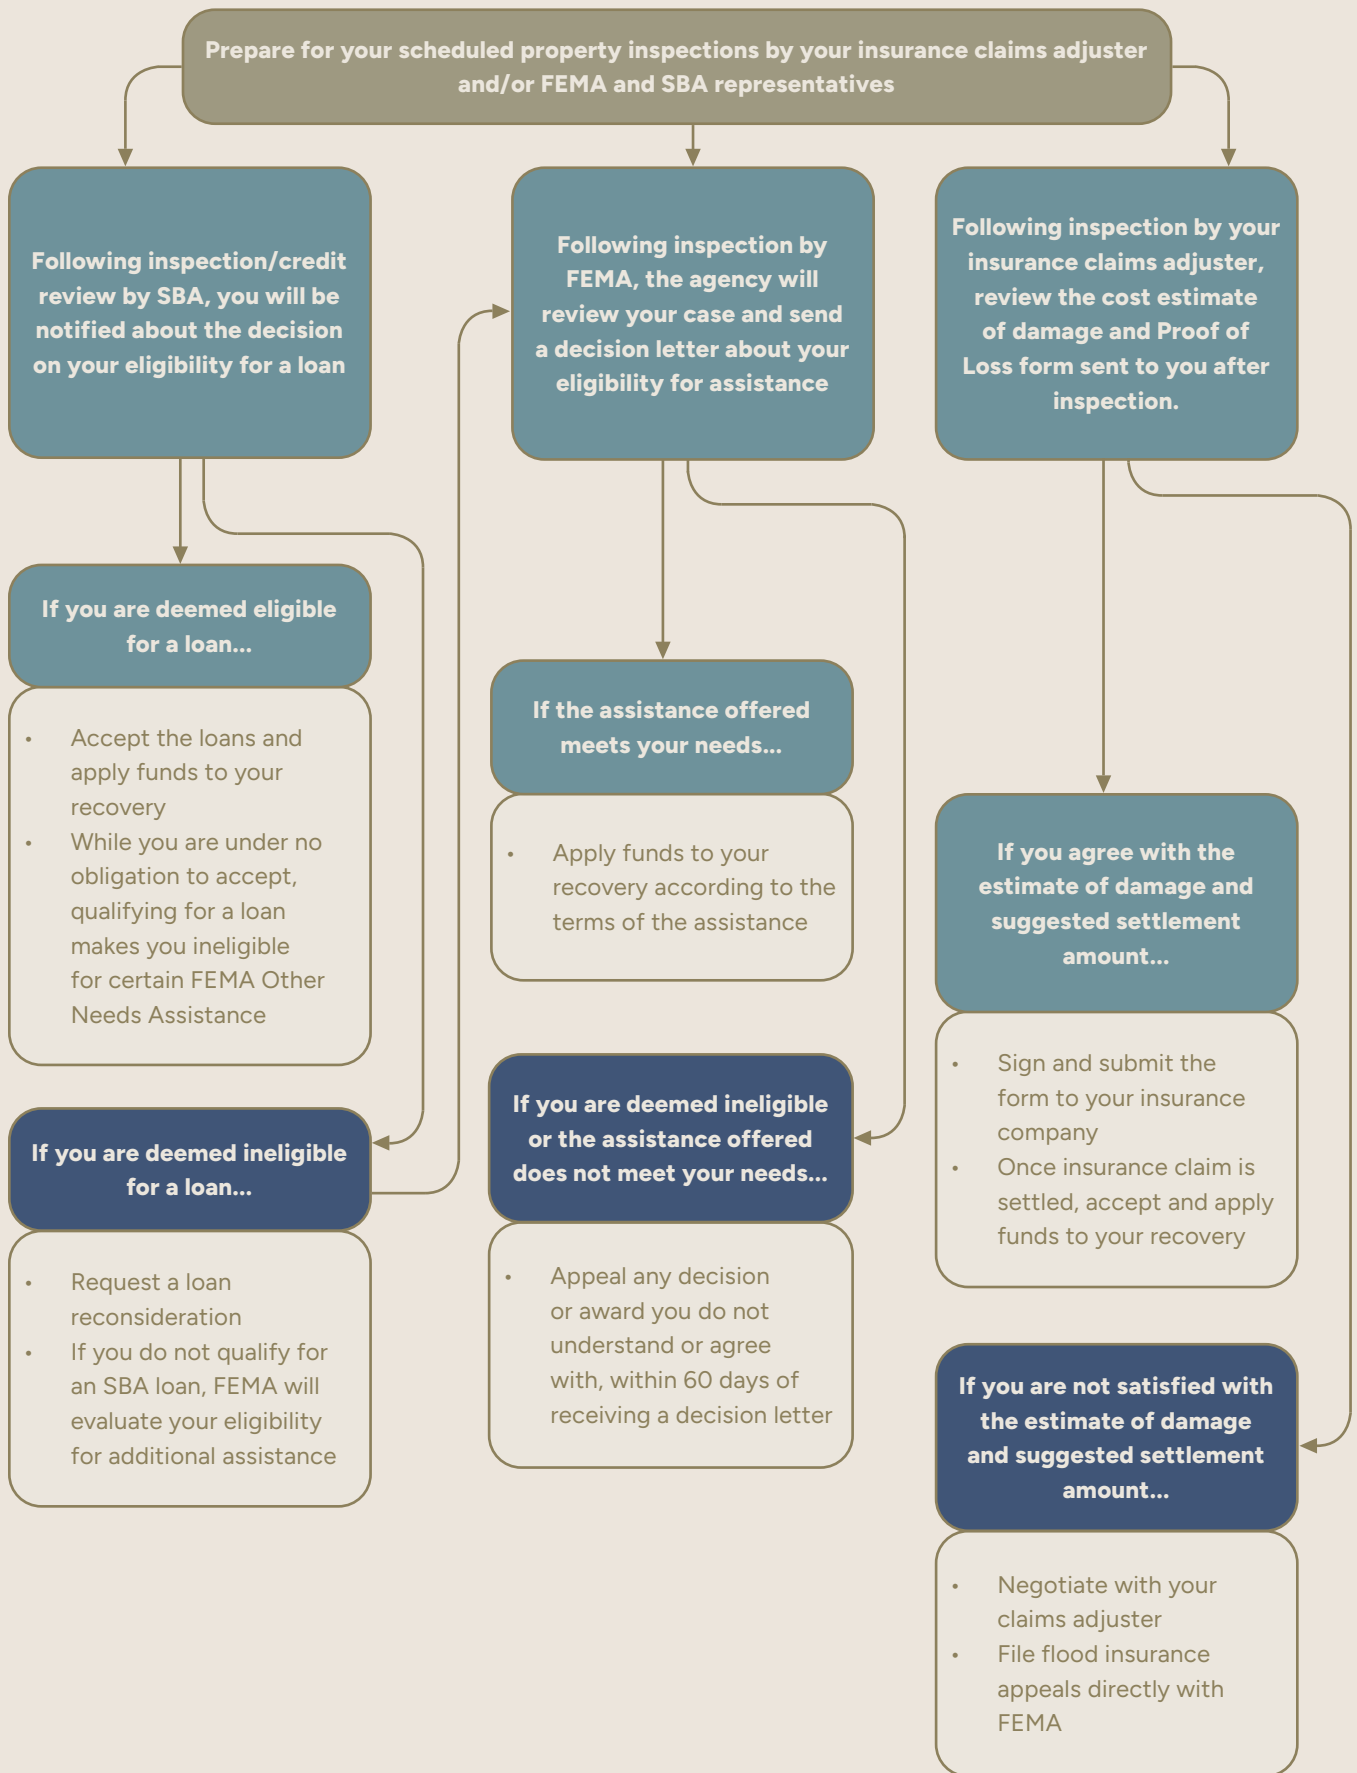 Prepare for your scheduled property inspections by your insurance claims adjuster
and/or FEMA and SBA representatives
Following inspection/credit
review by SBA, you will be
notified about the decision
on your eligibility for a loan
If you are deemed eligible
for a loan...
• Accept the loans and
apply funds to your
recovery
• While you are under no
obligation to accept,
qualifying for a loan
makes you ineligible
for certain FEMA Other
Needs Assistance
If you are deemed ineligible
for a loan...
• Request a loan
reconsideration
• If you do not qualify for
an SBA loan, FEMA will
evaluate your eligibility
for additional assistance
Following inspection by
FEMA, the agency will
review your case and send
a decision letter about your
eligibility for assistance
If the assistance offered
meets your needs...
• Apply funds to your
recovery according to the
terms of the assistance
If you are deemed ineligible
or the assistance offered
does not meet your needs...
• Appeal any decision
or award you do not
understand or agree
with, within 60 days of
receiving a decision letter
Following inspection by your
insurance claims adjuster,
review the cost estimate
of damage and Proof of
Loss form sent to you after
inspection.
If you agree with the
estimate of damage and
suggested settlement
amount...
• Sign and submit the
form to your insurance
company
• Once insurance claim is
settled, accept and apply
funds to your recovery
If you are not satisfied with
the estimate of damage
and suggested settlement
amount...
• Negotiate with your
claims adjuster
• File flood insurance
appeals directly with
FEMA